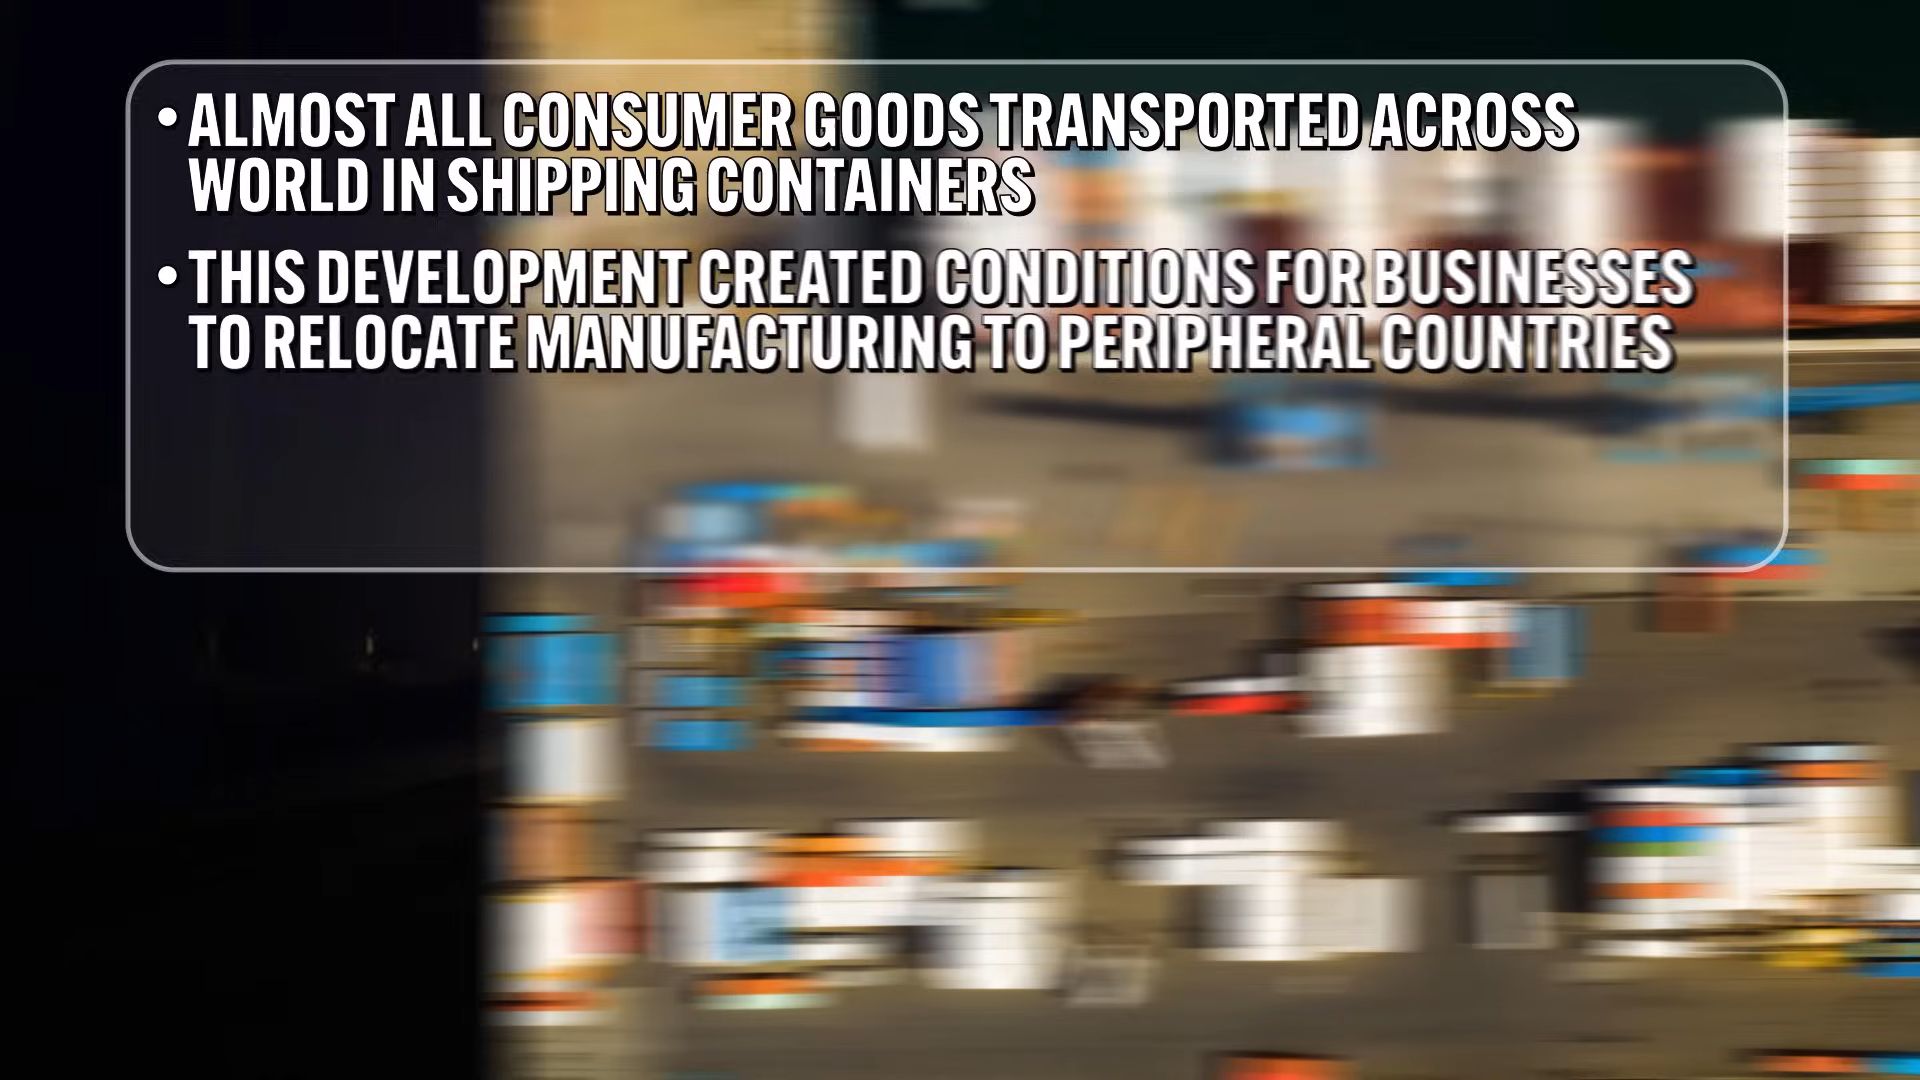 • ALMOST ALL CONSUMER GOODS TRANSPORTED ACROSS
WORLD IN SHIPPING CONTAINERS
• THIS DEVELOPMENT CREATED CONDITIONS FOR BUSINESSES
TO RELOCATE MANUFACTURING TO PERIPHERAL COUNTRIES